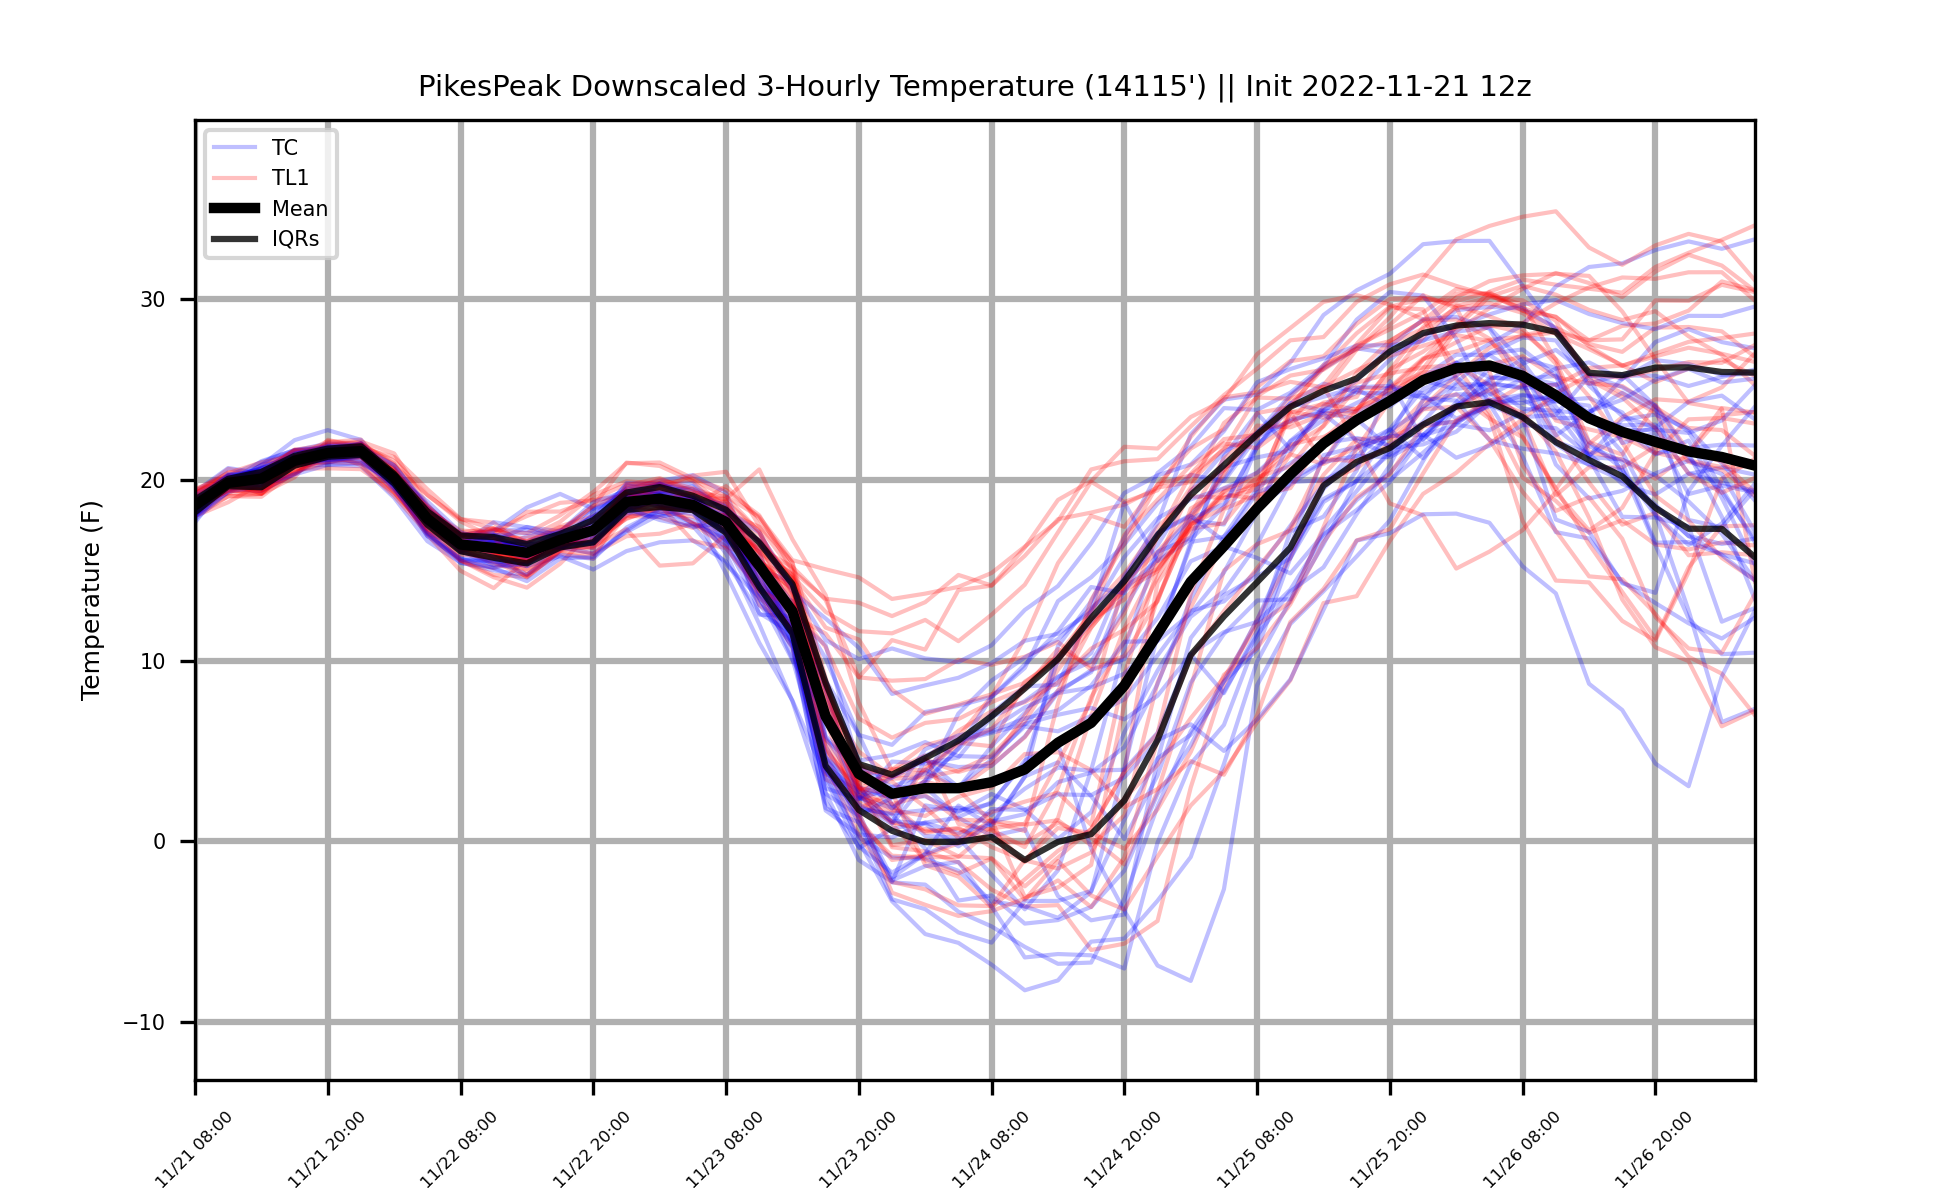 PikesPeak Downscaled 3-Hourly Temperature (14115') || Init 2022-11-21 12z
TC
TL1
Mean
IQRs
Temperature (F)
30
20
10
0
−10
11/21 08:00
11/21 20:00
11/22 08:00
11/22 20:00
11/23 08:00
11/23 20:00
11/24 08:00
11/24 20:00
11/25 08:00
11/25 20:00
11/26 08:00
11/26 20:00